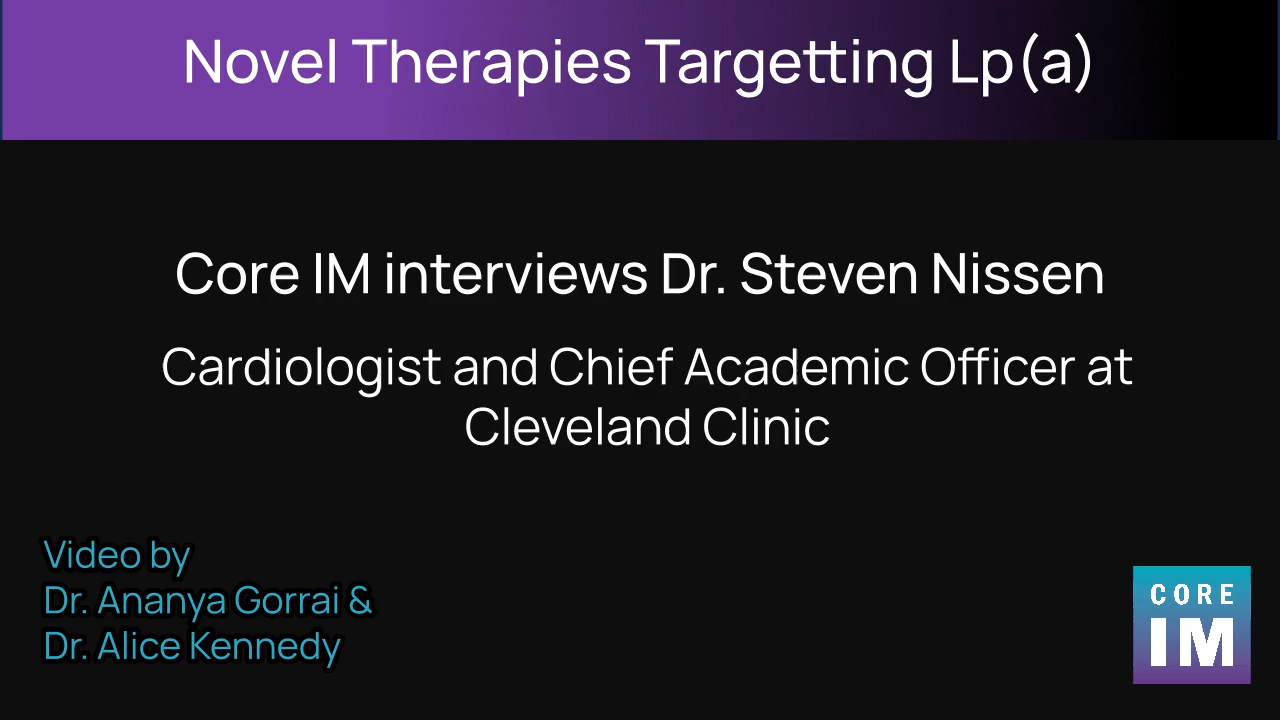 Novel Therapies Targetting Lp(a)
Core IM interviews Dr. Steven Nissen
Cardiologist and Chief Academic Officer at
Cleveland Clinic
Video by
Dr. Ananya Gorrai &
Dr. Alice Kennedy
CORE
IM